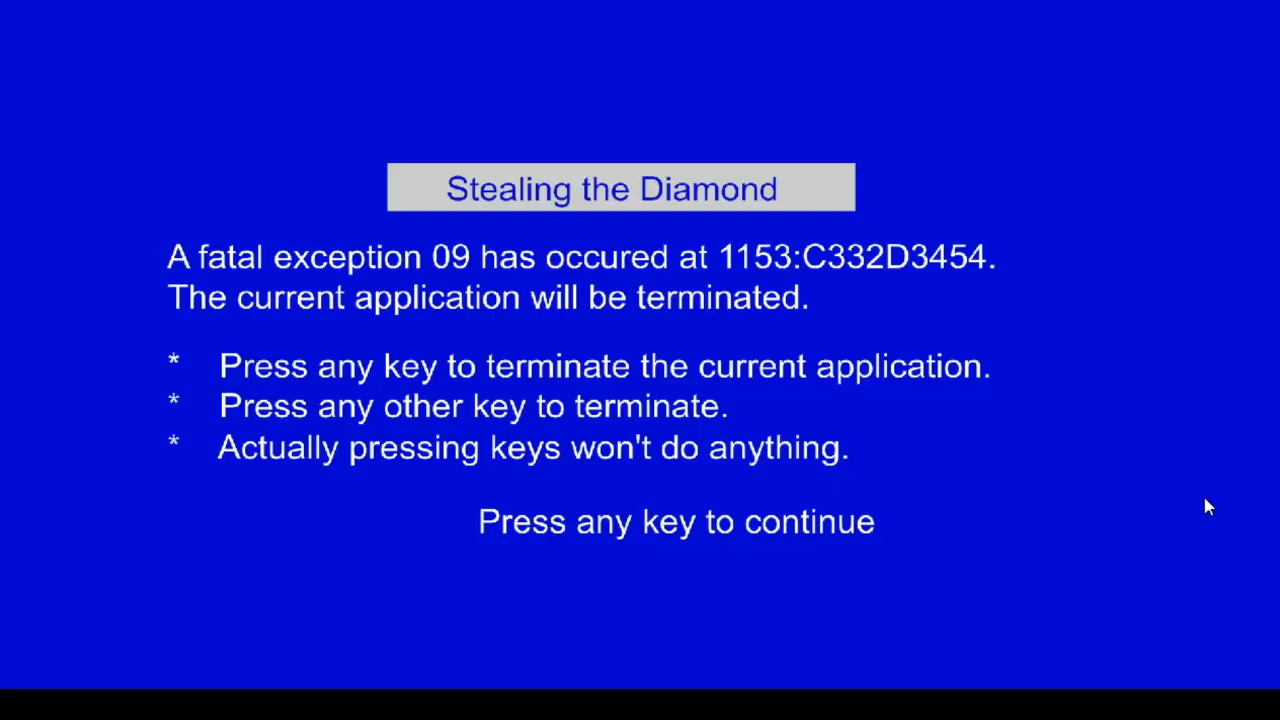 Stealing the Diamond
A fatal exception 09 has occured at 1153:C332D3454.
The current application will be terminated.
* Press any key to terminate the current application.
* Press any other key to terminate.
* Actually pressing keys won't do anything.
Press any key to continue